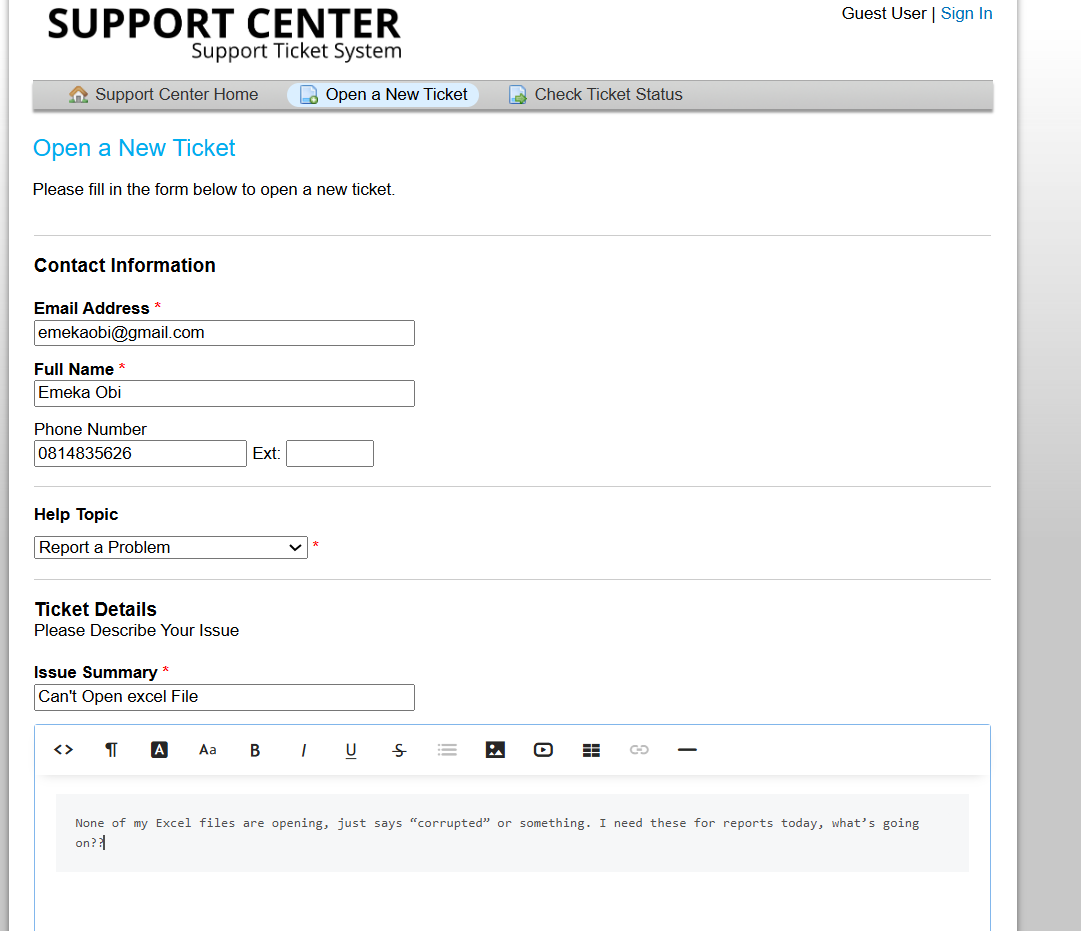 SUPPORT CENTER
Support Ticket System
Guest User | Sign In
Support Center Home
Open a New Ticket
Check Ticket Status
Open a New Ticket
Please fill in the form below to open a new ticket.
Contact Information
Email Address *
emekaobi@gmail.com
Full Name *
Emeka Obi
Phone Number
0814835626 Ext:
Help Topic
Report a Problem *
Ticket Details
Please Describe Your Issue
Issue Summary *
Can't Open excel File
<> ¶ A Aa B I U S
None of my Excel files are opening, just says “corrupted” or something. I need these for reports today, what’s going
on??